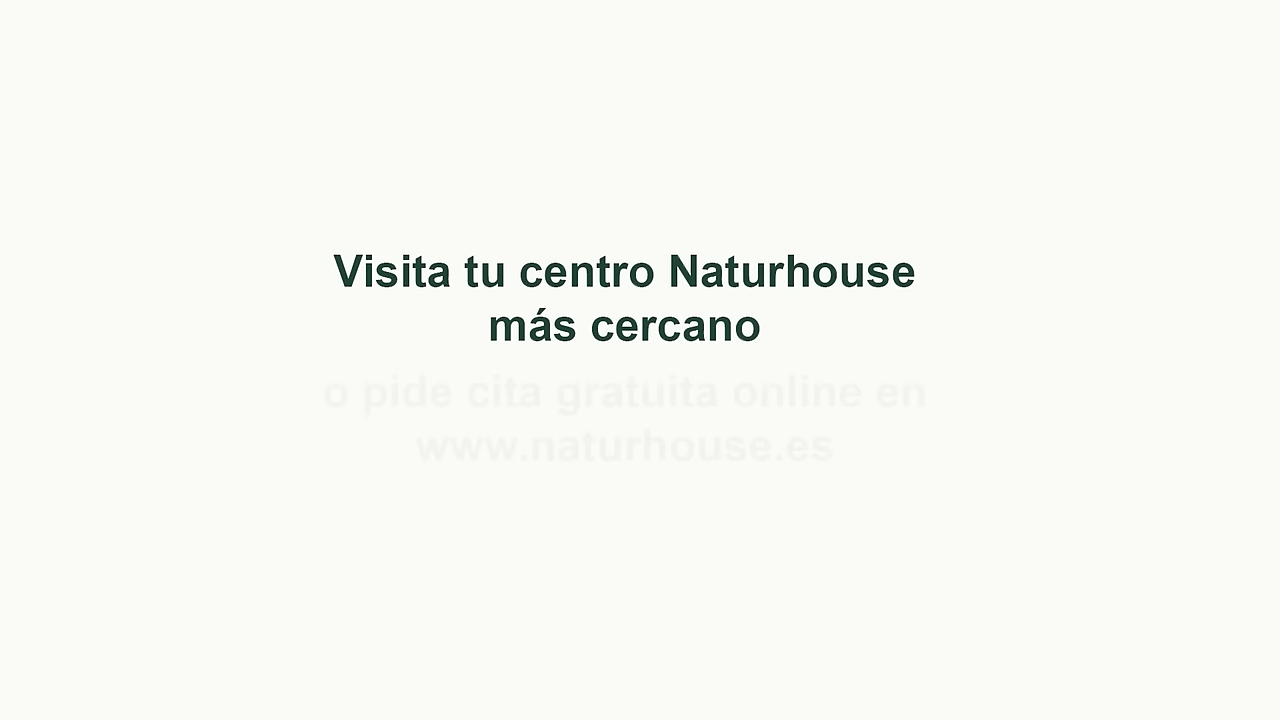 Visita tu centro Naturhouse
más cercano
o pide cita gratuita online en
www.naturhouse.es